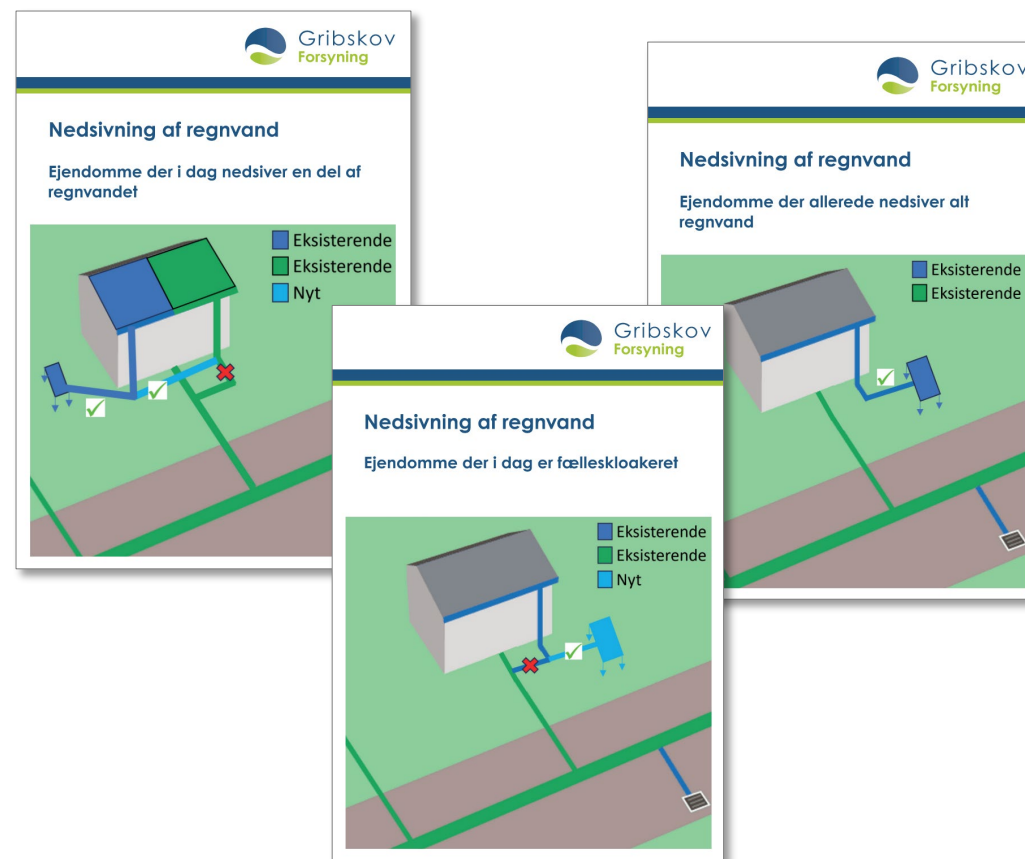 Gribskov
Forsyning
Nedsivning af regnvand
Ejendomme der i dag nedsiver en del af
regnvandet
Eksisterende
Eksisterende
Nyt
Gribskov
Forsyning
Nedsivning af regnvand
Ejendomme der i dag er fælleskloakeret
Eksisterende
Eksisterende
Nyt
Gribskov
Forsyning
Nedsivning af regnvand
Ejendomme der allerede nedsiver alt
regnvand
Eksisterende
Eksisterende